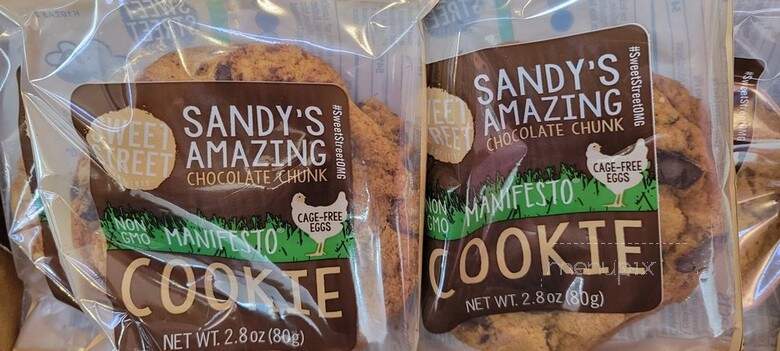 SWEET
STREET
SANDY'S
AMAZING
CHOCOLATE CHUNK
#SweetStreetOMG
NON
GMO
MANIFESTO
CAGE-FREE
EGGS
COOKIE
NET WT. 2.8 oz (80g)
SWEET
STREET
SANDY'S
AMAZING
CHOCOLATE CHUNK
#SweetStreetOMG
NON
GMO
MANIFESTO
CAGE-FREE
EGGS
COOKIE
NET WT. 2.8 oz (80g)
menupix